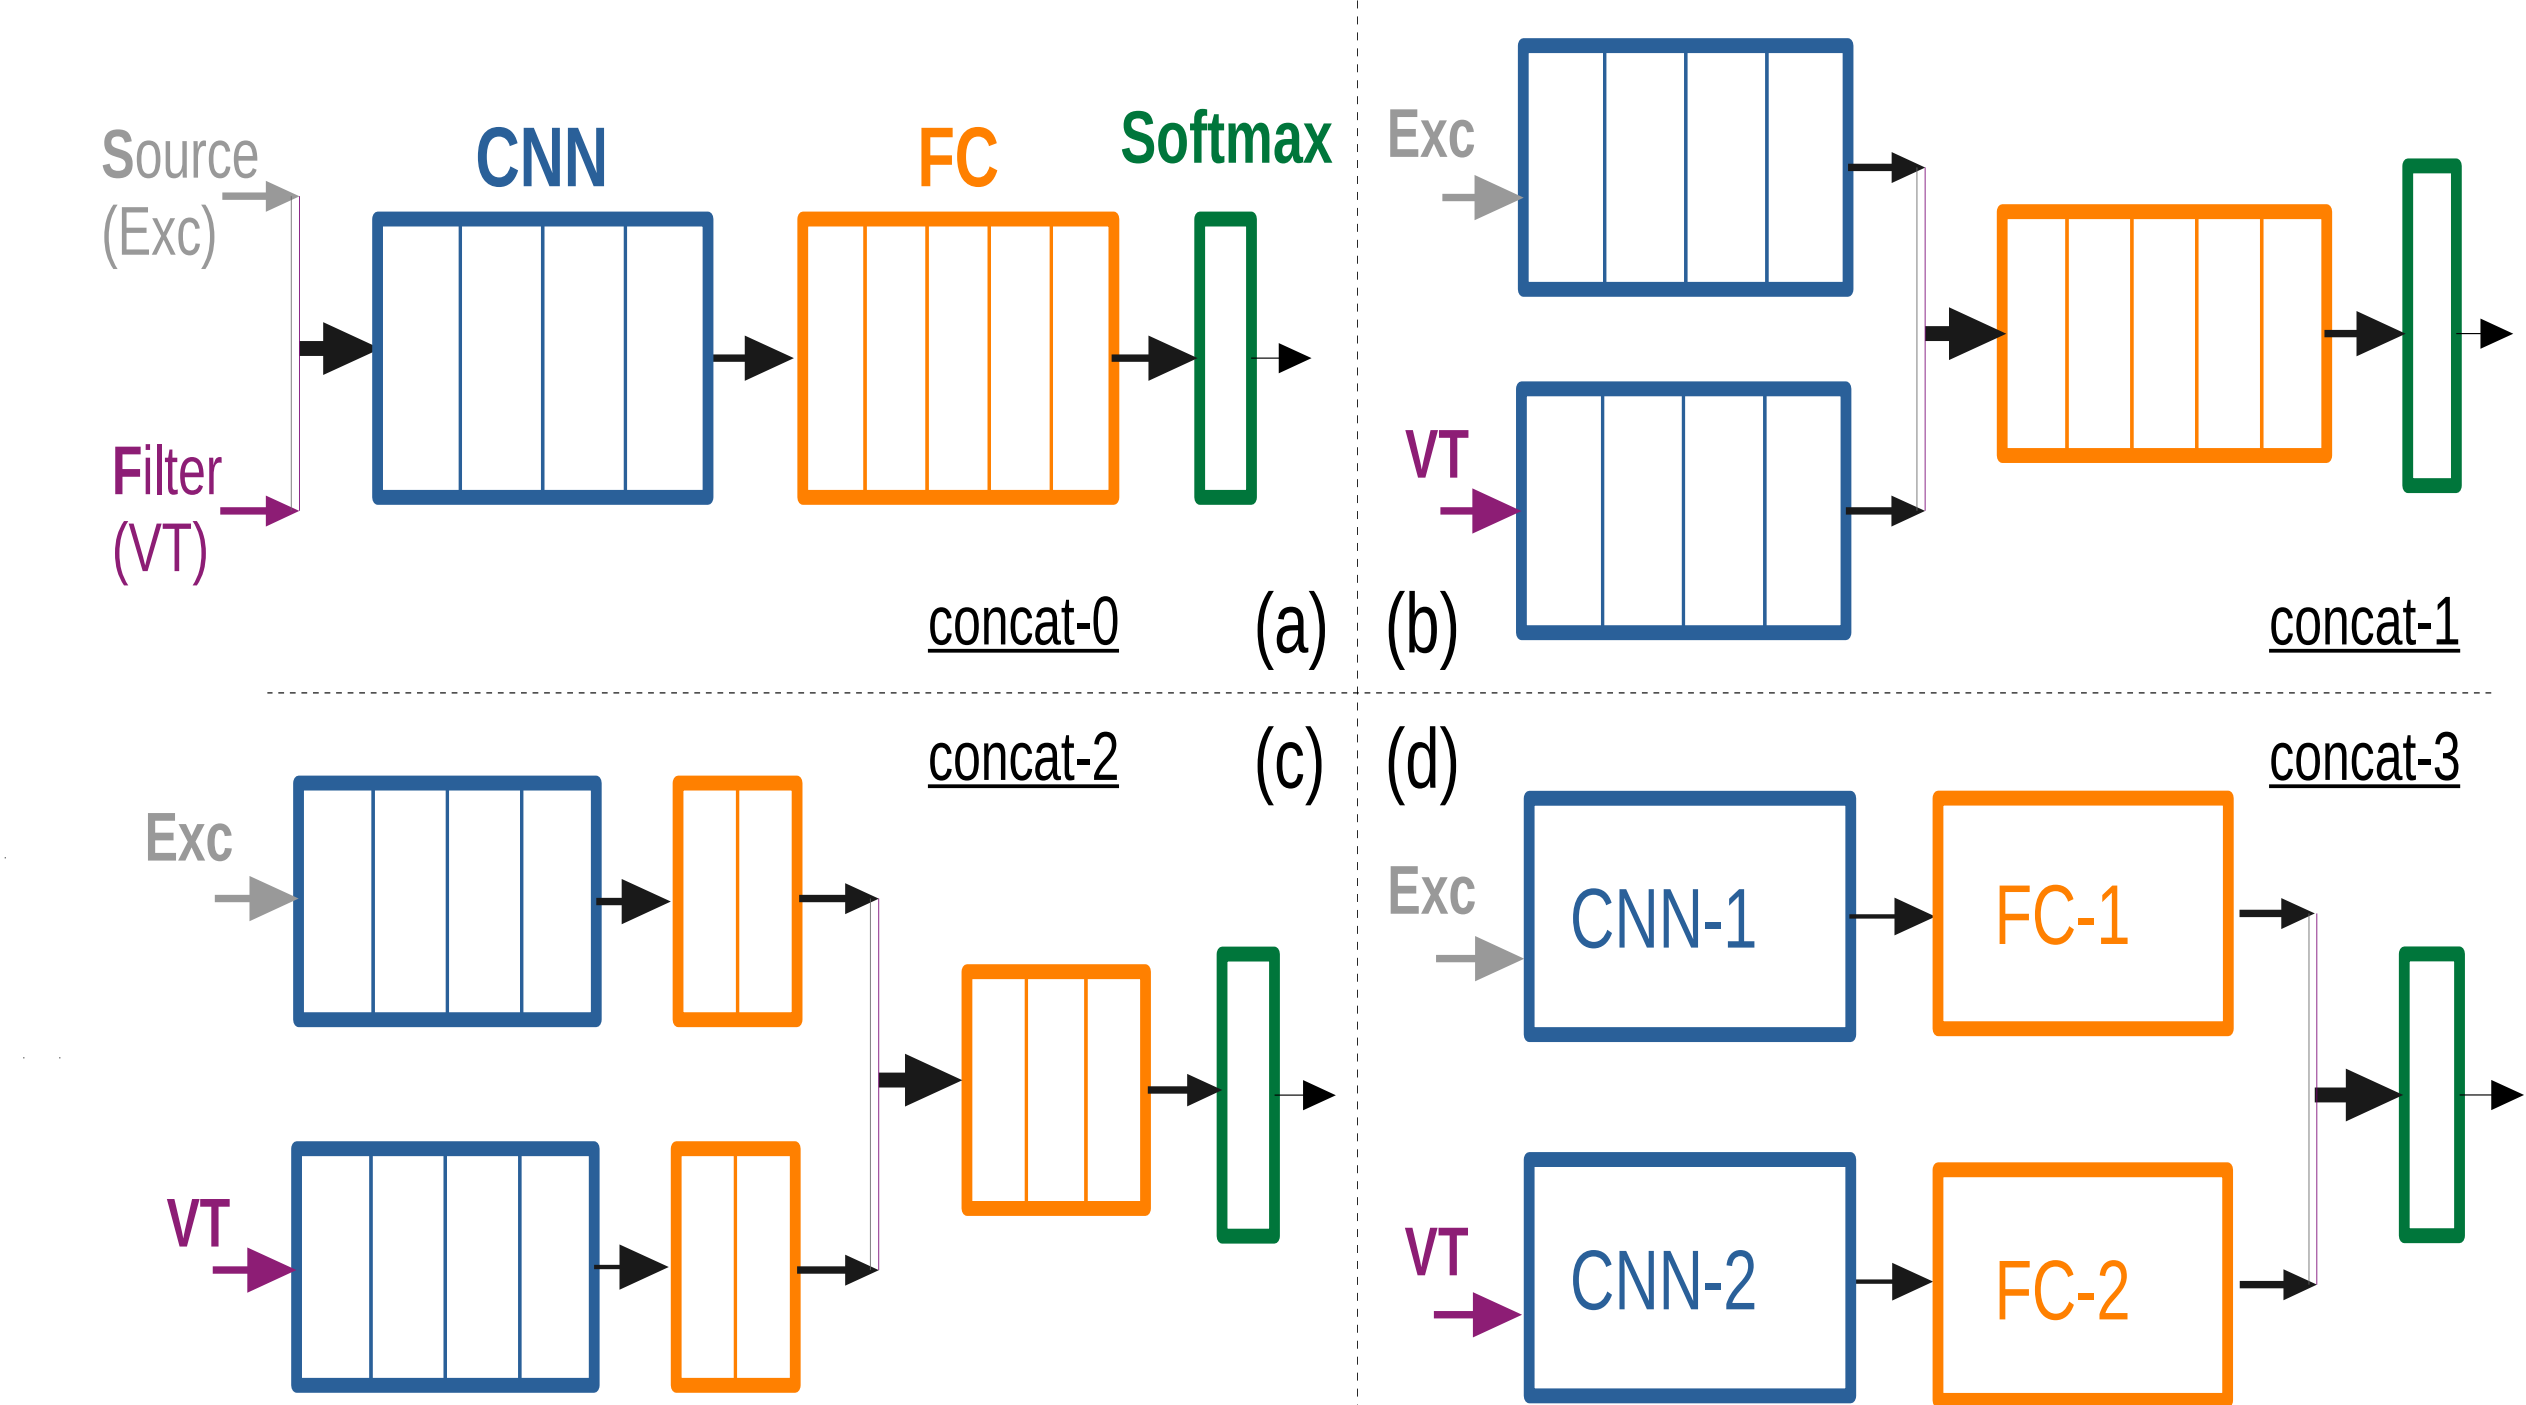 Source
(Exc)
CNN
FC
Softmax
Filter
(VT)
concat-0
(a)
Exc
VT
(b)
concat-1
concat-2
(c)
Exc
VT
(d)
concat-3
Exc
CNN-1
FC-1
VT
CNN-2
FC-2